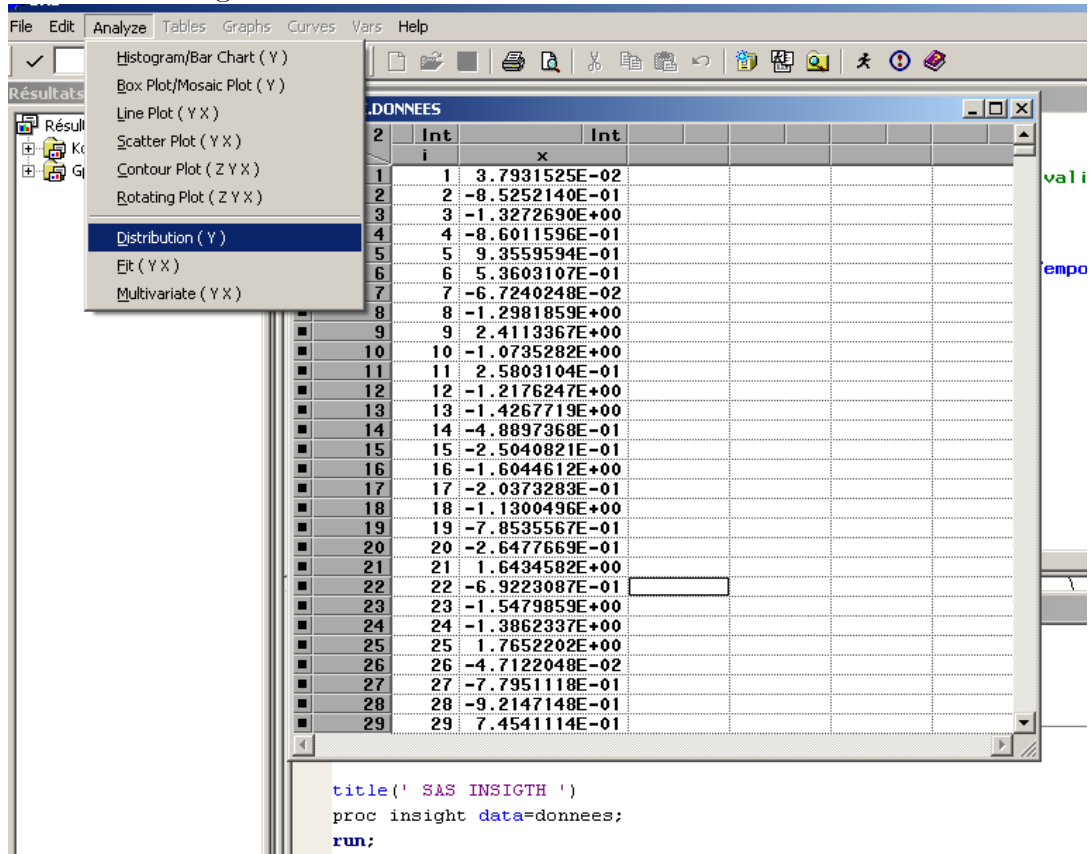 File Edit Analyze Tables Graphs Curves Vars Help
Histogram/Bar Chart ( Y )
Box Plot/Mosaic Plot ( Y )
Line Plot ( Y X )
Scatter Plot ( Y X )
Contour Plot ( Z Y X )
Rotating Plot ( Z Y X )
Distribution ( Y )
Fit ( Y X )
Multivariate ( Y X )
Résultats
Résul
.DONNEES
2 Int Int
i x
1 1 3.7931525E-02
2 2 -8.5252140E-01
3 3 -1.3272690E+00
4 4 -8.6011596E-01
5 5 9.3559594E-01
6 6 5.3603107E-01
7 7 -6.7240248E-02
8 8 -1.2981859E+00
9 9 2.4113367E+00
10 10 -1.0735282E+00
11 11 2.5803104E-01
12 12 -1.2176247E+00
13 13 -1.4267719E+00
14 14 -4.8897368E-01
15 15 -2.5040821E-01
16 16 -1.6044612E+00
17 17 -2.0373283E-01
18 18 -1.1300496E+00
19 19 -7.8535567E-01
20 20 -2.6477669E-01
21 21 1.6434582E+00
22 22 -6.9223087E-01
23 23 -1.5479859E+00
24 24 -1.3862337E+00
25 25 1.7652202E+00
26 26 -4.7122048E-02
27 27 -7.7951118E-01
28 28 -9.2147148E-01
29 29 7.4541114E-01
vali
empo
title(' SAS INSIGTH ')
proc insight data=donnees;
run;